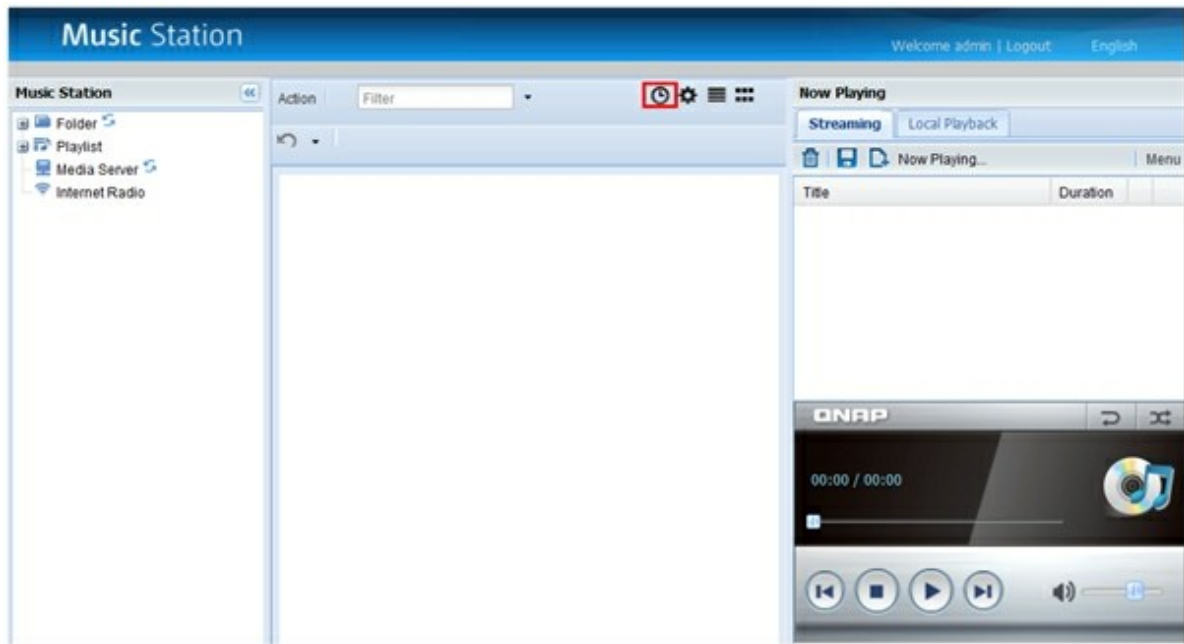 Music Station
Welcome admin | Logout English
Music Station
Folder
Playlist
Media Server
Internet Radio
Action Filter
Now Playing
Streaming Local Playback
Now Playing... Menu
Title Duration
QNAP
00:00 / 00:00